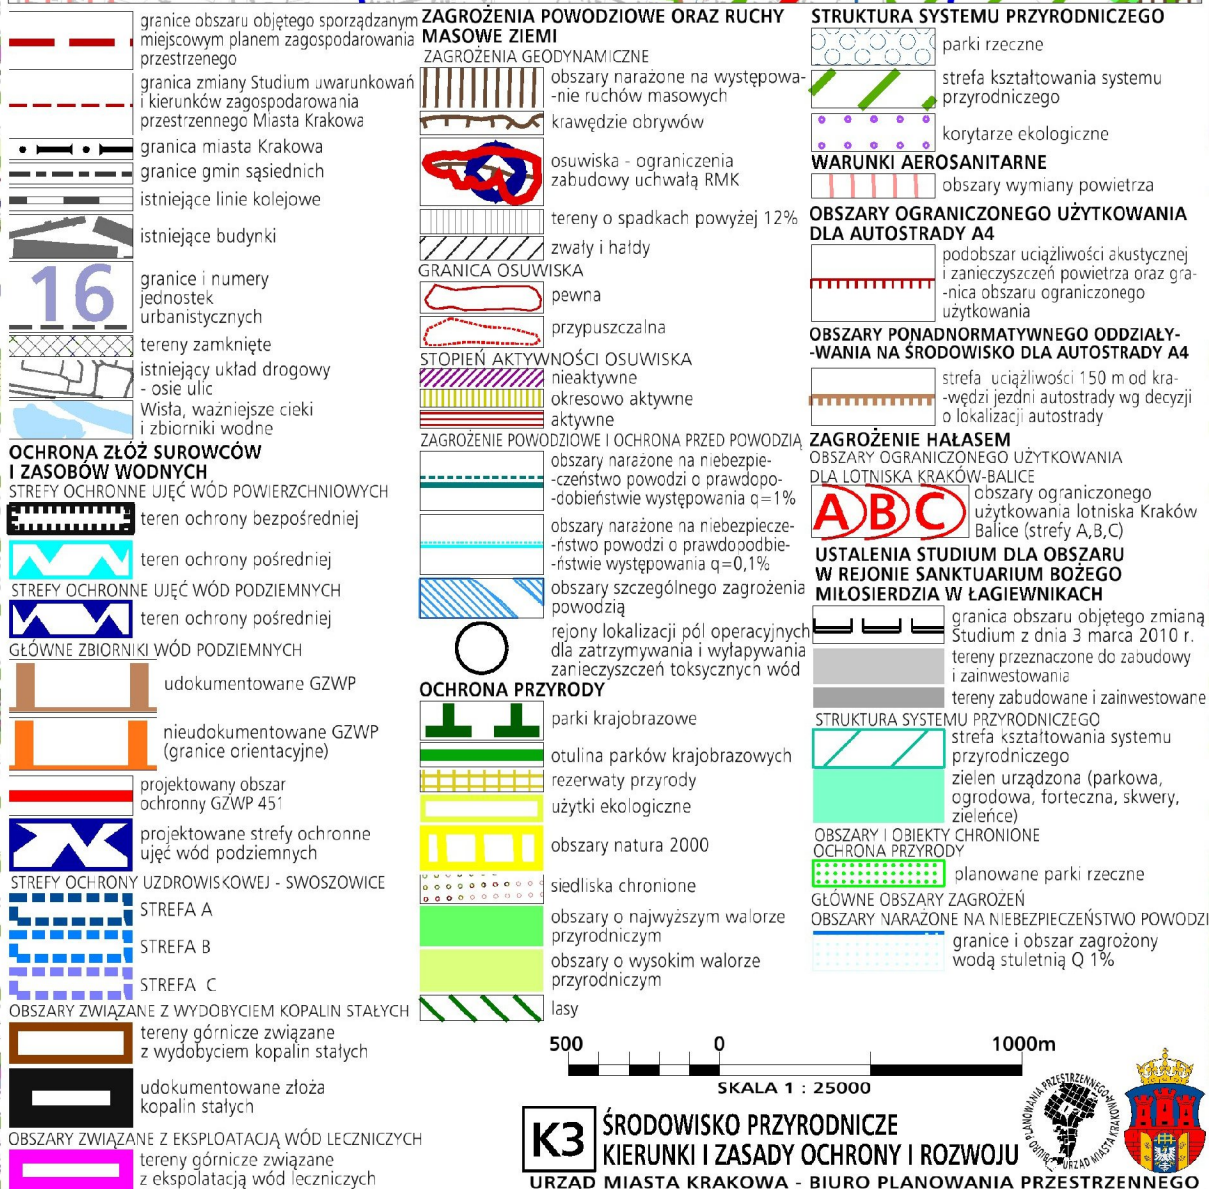 granice obszaru objętego sporządzanym
miejscowym planem zagospodarowania
przestrzenego
granica zmiany Studium uwarunkowań
i kierunków zagospodarowania
przestrzennego Miasta Krakowa
granica miasta Krakowa
granice gmin sąsiednich
istniejące linie kolejowe
istniejące budynki
16
granice i numery
jednostek
urbanistycznych
tereny zamknięte
istniejący układ drogowy
- osie ulic
Wisła, ważniejsze cieki
i zbiorniki wodne
OCHRONA ZŁÓŻ SUROWCÓW
I ZASOBÓW WODNYCH
STREFY OCHRONNE UJĘĆ WÓD POWIERZCHNIOWYCH
teren ochrony bezpośredniej
teren ochrony pośredniej
STREFY OCHRONNE UJĘĆ WÓD PODZIEMNYCH
teren ochrony pośredniej
GŁÓWNE ZBIORNIKI WÓD PODZIEMNYCH
udokumentowane GZWP
nieudokumentowane GZWP
(granice orientacyjne)
projektowany obszar
ochronny GZWP 451
projektowane strefy ochronne
ujęć wód podziemnych
STREFY OCHRONY UZDROWISKOWEJ - SWOSZOWICE
STREFA A
STREFA B
STREFA C
OBSZARY ZWIĄZANE Z WYDOBYCIEM KOPALIN STAŁYCH
tereny górnicze związane
z wydobyciem kopalin stałych
udokumentowane złoża
kopalin stałych
OBSZARY ZWIĄZANE Z EKSPLOATACJĄ WÓD LECZNICZYCH
tereny górnicze związane
z ekspolatacją wód leczniczych
ZAGROŻENIA POWODZIOWE ORAZ RUCHY
MASOWE ZIEMI
ZAGROŻENIA GEODYNAMICZNE
obszary narażone na występowa-
-nie ruchów masowych
krawędzie obrywów
osuwiska - ograniczenia
zabudowy uchwałą RMK
tereny o spadkach powyżej 12%
zwały i hałdy
GRANICA OSUWISKA
pewna
przypuszczalna
STOPIEŃ AKTYWNOŚCI OSUWISKA
nieaktywne
okresowo aktywne
aktywne
ZAGROŻENIE POWODZIOWE I OCHRONA PRZED POWODZIĄ
obszary narażone na niebezpie-
-czeństwo powodzi o prawdopo-
-dobieństwie występowania q=1%
obszary narażone na niebezpiecze-
-ństwo powodzi o prawdopodbie-
-ństwie występowania q=0,1%
obszary szczególnego zagrożenia
powodzią
rejony lokalizacji pól operacyjnych
dla zatrzymywania i wyłapywania
zanieczyszczeń toksycznych wód
OCHRONA PRZYRODY
parki krajobrazowe
otulina parków krajobrazowych
rezerwaty przyrody
użytki ekologiczne
obszary natura 2000
siedliska chronione
obszary o najwyższym walorze
przyrodniczym
obszary o wysokim walorze
przyrodniczym
lasy
STRUKTURA SYSTEMU PRZYRODNICZEGO
parki rzeczne
strefa kształtowania systemu
przyrodniczego
korytarze ekologiczne
WARUNKI AEROSANITARNE
obszary wymiany powietrza
OBSZARY OGRANICZONEGO UŻYTKOWANIA
DLA AUTOSTRADY A4
podobszar uciążliwości akustycznej
i zanieczyszczeń powietrza oraz gra-
-nica obszaru ograniczonego
użytkowania
OBSZARY PONADNORMATYWNEGO ODDZIAŁY-
-WANIA NA ŚRODOWISKO DLA AUTOSTRADY A4
strefa uciążliwości 150 m od kra-
-wędzi jezdni autostrady wg decyzji
o lokalizacji autostrady
ZAGROŻENIE HAŁASEM
OBSZARY OGRANICZONEGO UŻYTKOWANIA
DLA LOTNISKA KRAKÓW-BALICE
A B C
obszary ograniczonego
użytkowania lotniska Kraków
Balice (strefy A,B,C)
USTALENIA STUDIUM DLA OBSZARU
W REJONIE SANKTUARIUM BOŻEGO
MIŁOSIERDZIA W ŁAGIEWNIKACH
granica obszaru objętego zmianą
Studium z dnia 3 marca 2010 r.
tereny przeznaczone do zabudowy
i zainwestowania
tereny zabudowane i zainwestowane
STRUKTURA SYSTEMU PRZYRODNICZEGO
strefa kształtowania systemu
przyrodniczego
zielen urządzona (parkowa,
ogrodowa, forteczna, skwery,
zieleńce)
OBSZARY I OBIEKTY CHRONIONE
OCHRONA PRZYRODY
planowane parki rzeczne
GŁÓWNE OBSZARY ZAGROŻEŃ
OBSZARY NARAŻONE NA NIEBEZPIECZEŃSTWO POWODZI
granice i obszar zagrożony
wodą stuletnią Q 1%
500 0 1000m
SKALA 1 : 25000
K3
ŚRODOWISKO PRZYRODNICZE
KIERUNKI I ZASADY OCHRONY I ROZWOJU
BIURO PLANOWANIA PRZESTRZENNEGO
URZĄD MIASTA KRAKOWA
URZĄD MIASTA KRAKOWA - BIURO PLANOWANIA PRZESTRZENNEGO